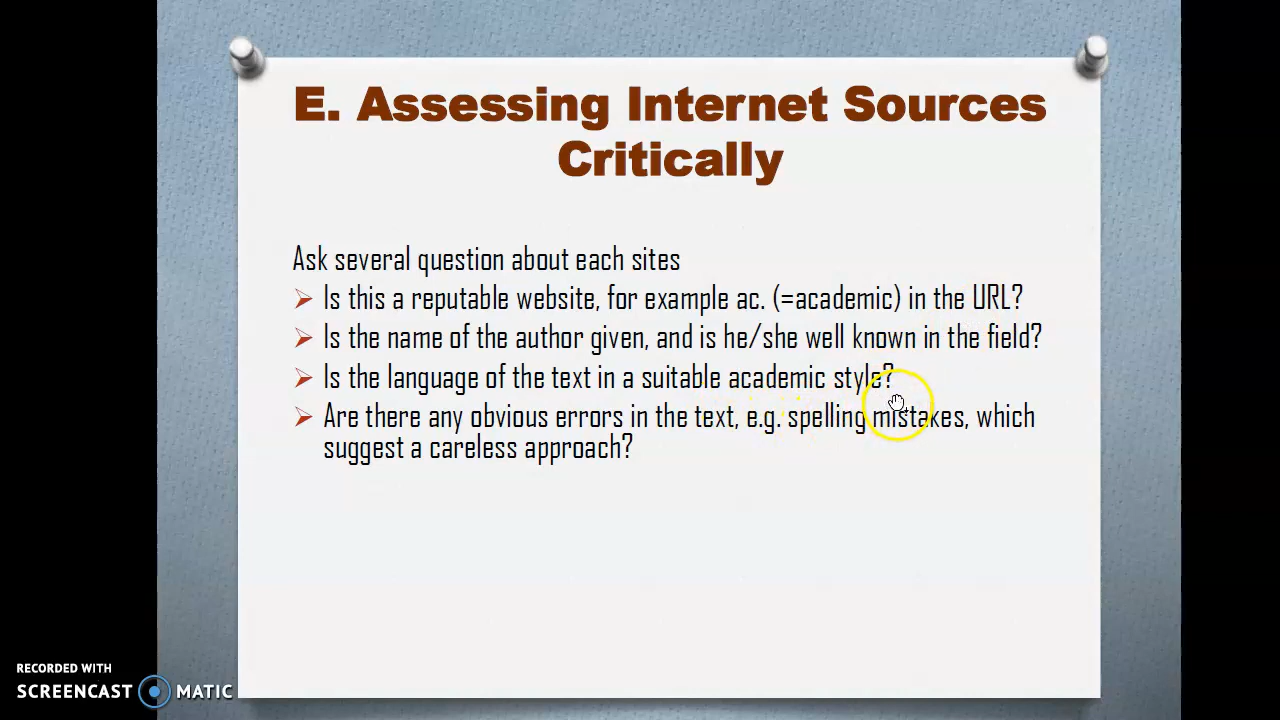 E. Assessing Internet Sources
Critically
Ask several question about each sites
Is this a reputable website, for example ac. (=academic) in the URL?
Is the name of the author given, and is he/she well known in the field?
Is the language of the text in a suitable academic style?
Are there any obvious errors in the text, e.g. spelling mistakes, which
suggest a careless approach?
RECORDED WITH
SCREENCAST MATIC